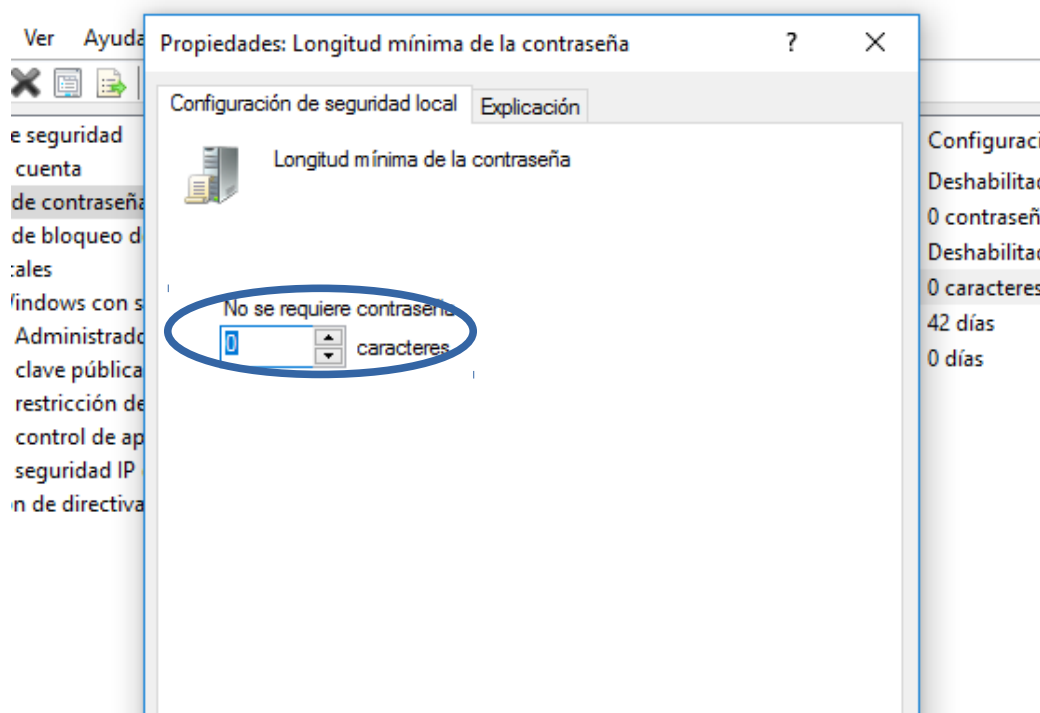 Ver Ayuda
Propiedades: Longitud mínima de la contraseña ? ×
Configuración de seguridad local Explicación
Longitud mínima de la contraseña
No se requiere contraseña
0 caracteres
e seguridad
cuenta
de contraseña
de bloqueo d
tales
Windows con s
Administrado
clave pública
restricción de
control de ap
seguridad IP
n de directiva
Configuraci
Deshabilitad
0 contraseñ
Deshabilitad
0 caracteres
42 días
0 días